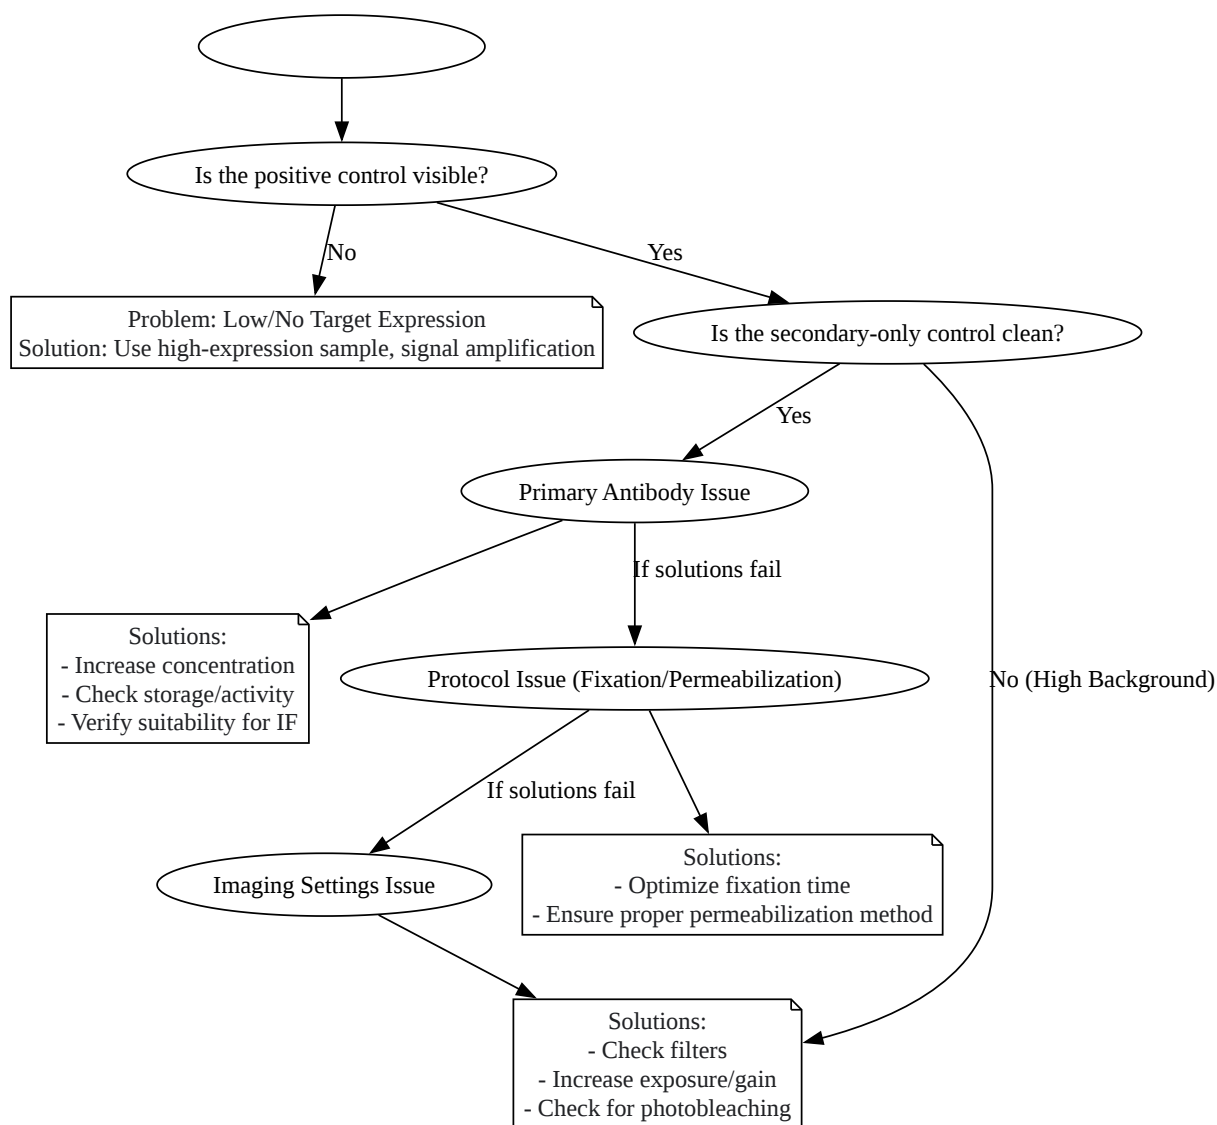 Is the positive control visible?
No
Yes
Problem: Low/No Target Expression
Solution: Use high-expression sample, signal amplification
Is the secondary-only control clean?
Yes
Primary Antibody Issue
If solutions fail
Solutions:
- Increase concentration
- Check storage/activity
- Verify suitability for IF
Protocol Issue (Fixation/Permeabilization)
No (High Background)
If solutions fail
Solutions:
- Optimize fixation time
- Ensure proper permeabilization method
Imaging Settings Issue
Solutions:
- Check filters
- Increase exposure/gain
- Check for photobleaching